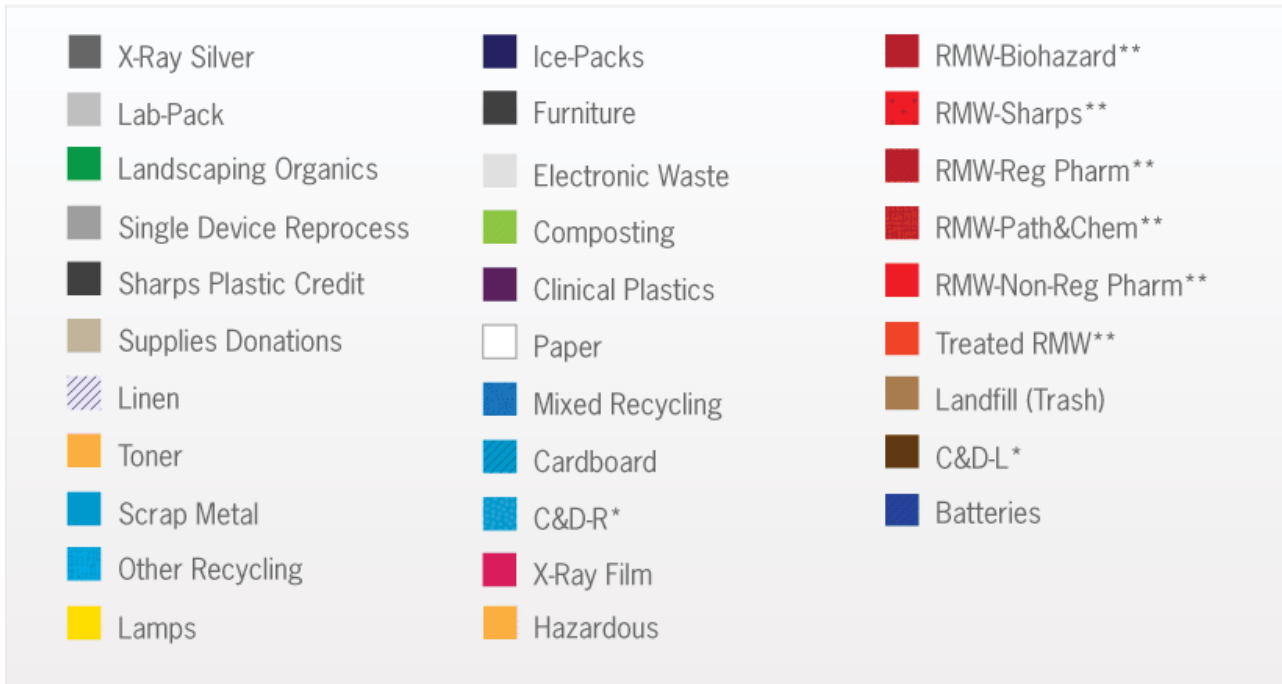 X-Ray Silver
Lab-Pack
Landscaping Organics
Single Device Reprocess
Sharps Plastic Credit
Supplies Donations
Linen
Toner
Scrap Metal
Other Recycling
Lamps
Ice-Packs
Furniture
Electronic Waste
Composting
Clinical Plastics
Paper
Mixed Recycling
Cardboard
C&D-R*
X-Ray Film
Hazardous
RMW-Biohazard**
RMW-Sharps**
RMW-Reg Pharm**
RMW-Path&Chem**
RMW-Non-Reg Pharm**
Treated RMW**
Landfill (Trash)
C&D-L*
Batteries